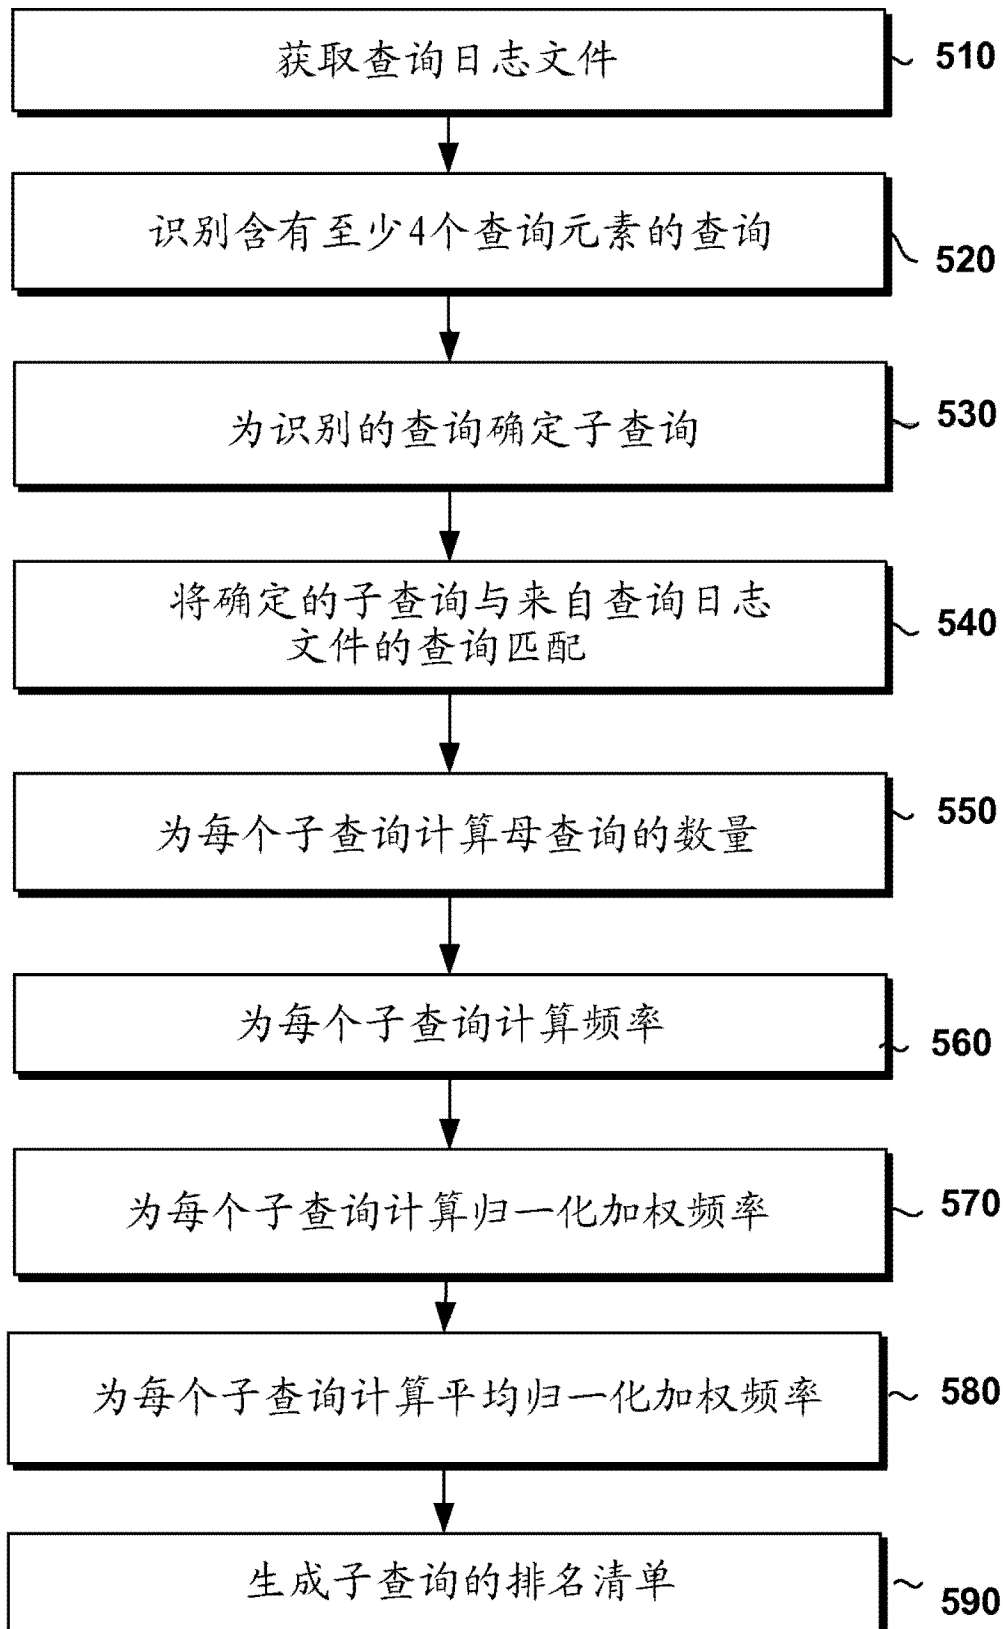 获取查询日志文件
510
识别含有至少4个查询元素的查询
520
为识别的查询确定子查询
530
将确定的子查询与来自查询日志
文件的查询匹配
540
为每个子查询计算母查询的数量
550
为每个子查询计算频率
560
为每个子查询计算归一化加权频率
570
为每个子查询计算平均归一化加权频率
580
生成子查询的排名清单
590